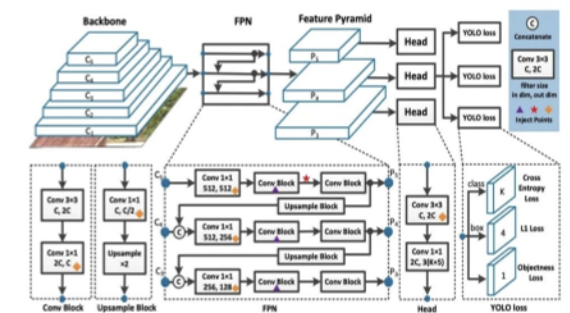 Backbone
FPN
Feature Pyramid
C5
C4
C3
C2
C1
P5
P4
P3
Head
Head
Head
YOLO loss
YOLO loss
YOLO loss
C
Concatenate
Conv 3×3
C, 2C
filter size
in dim, out dim
Inject Points
Conv 3×3
C, 2C
Conv 1×1
2C, C
Conv Block
Conv 1×1
C, C/2
Upsample
×2
Upsample Block
C5
Conv 1×1
512, 512
Conv Block
Conv Block
P5
Upsample Block
C4
C
Conv 1×1
512, 256
Conv Block
Conv Block
P4
Upsample Block
C3
C
Conv 1×1
256, 128
Conv Block
Conv Block
P3
FPN
Conv 3×3
C, 2C
Conv 1×1
2C, 3(K+5)
Head
class
K
Cross
Entropy
Loss
box
4
L1 Loss
1
Objectness
Loss
YOLO loss